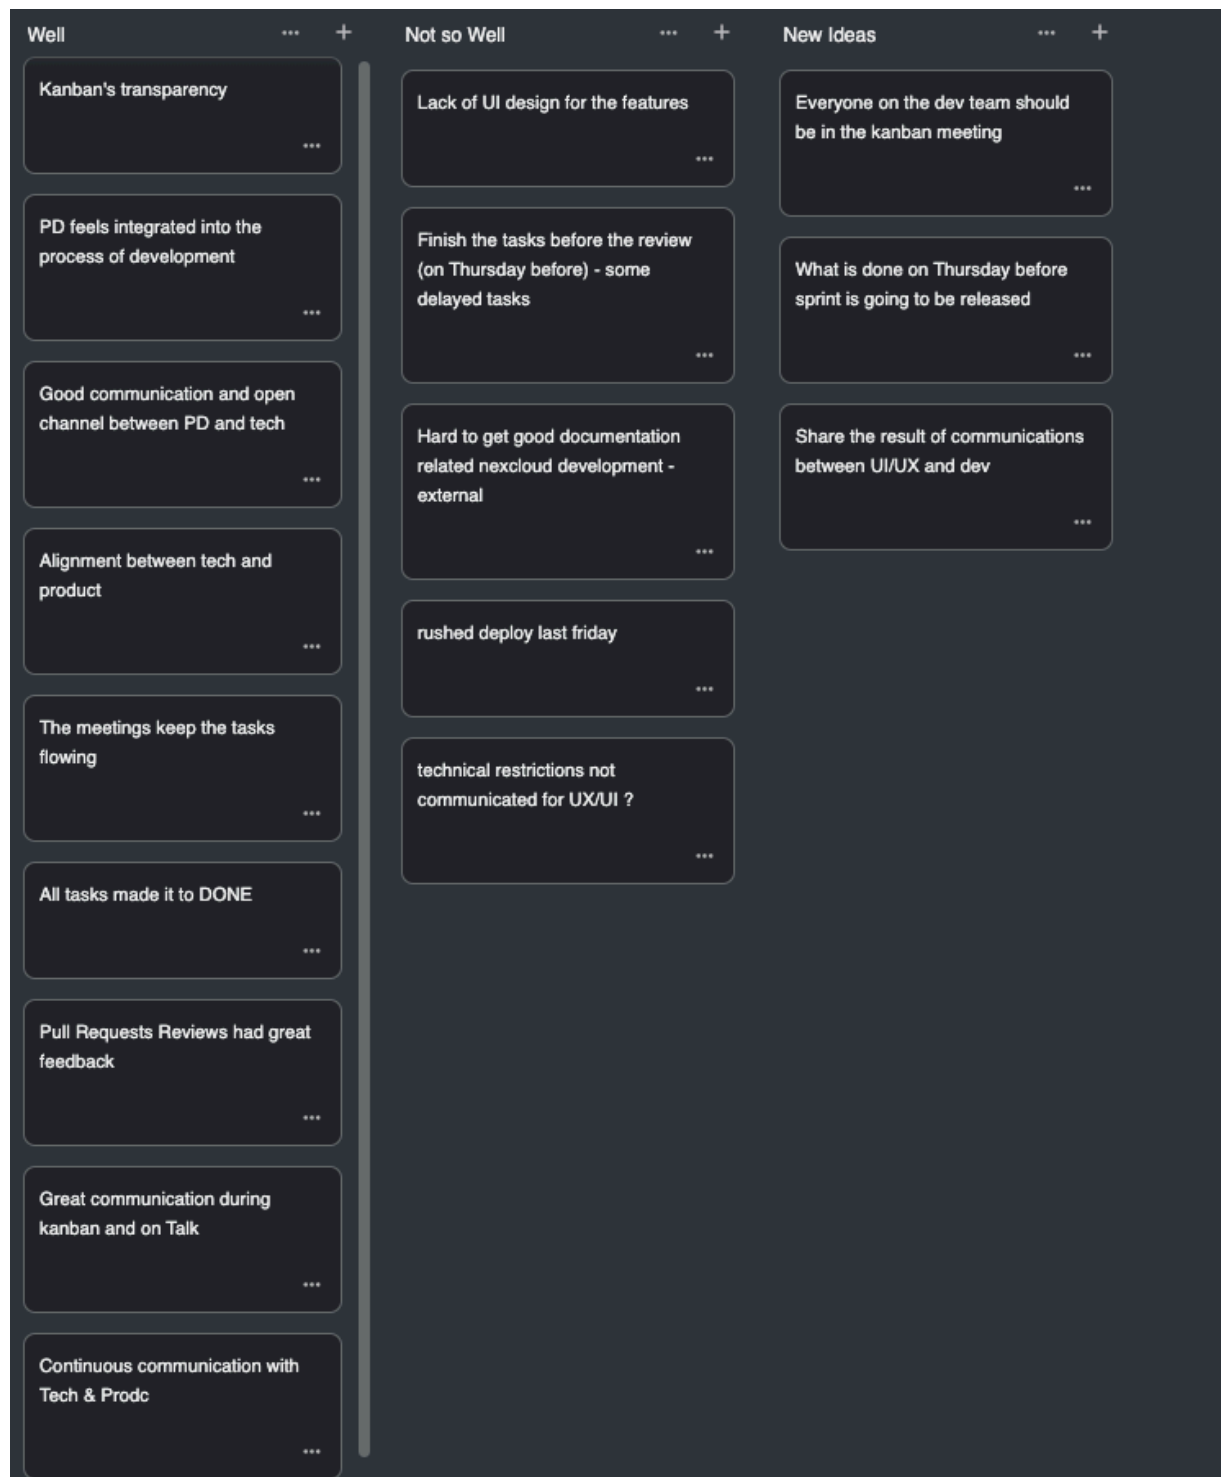 Well
Kanban's transparency
PD feels integrated into the
process of development
Good communication and open
channel between PD and tech
Alignment between tech and
product
The meetings keep the tasks
flowing
All tasks made it to DONE
Pull Requests Reviews had great
feedback
Great communication during
kanban and on Talk
Continuous communication with
Tech & Prodc
Not so Well
Lack of UI design for the features
Finish the tasks before the review
(on Thursday before) - some
delayed tasks
Hard to get good documentation
related nexcloud development -
external
rushed deploy last friday
technical restrictions not
communicated for UX/UI ?
New Ideas
Everyone on the dev team should
be in the kanban meeting
What is done on Thursday before
sprint is going to be released
Share the result of communications
between UI/UX and dev